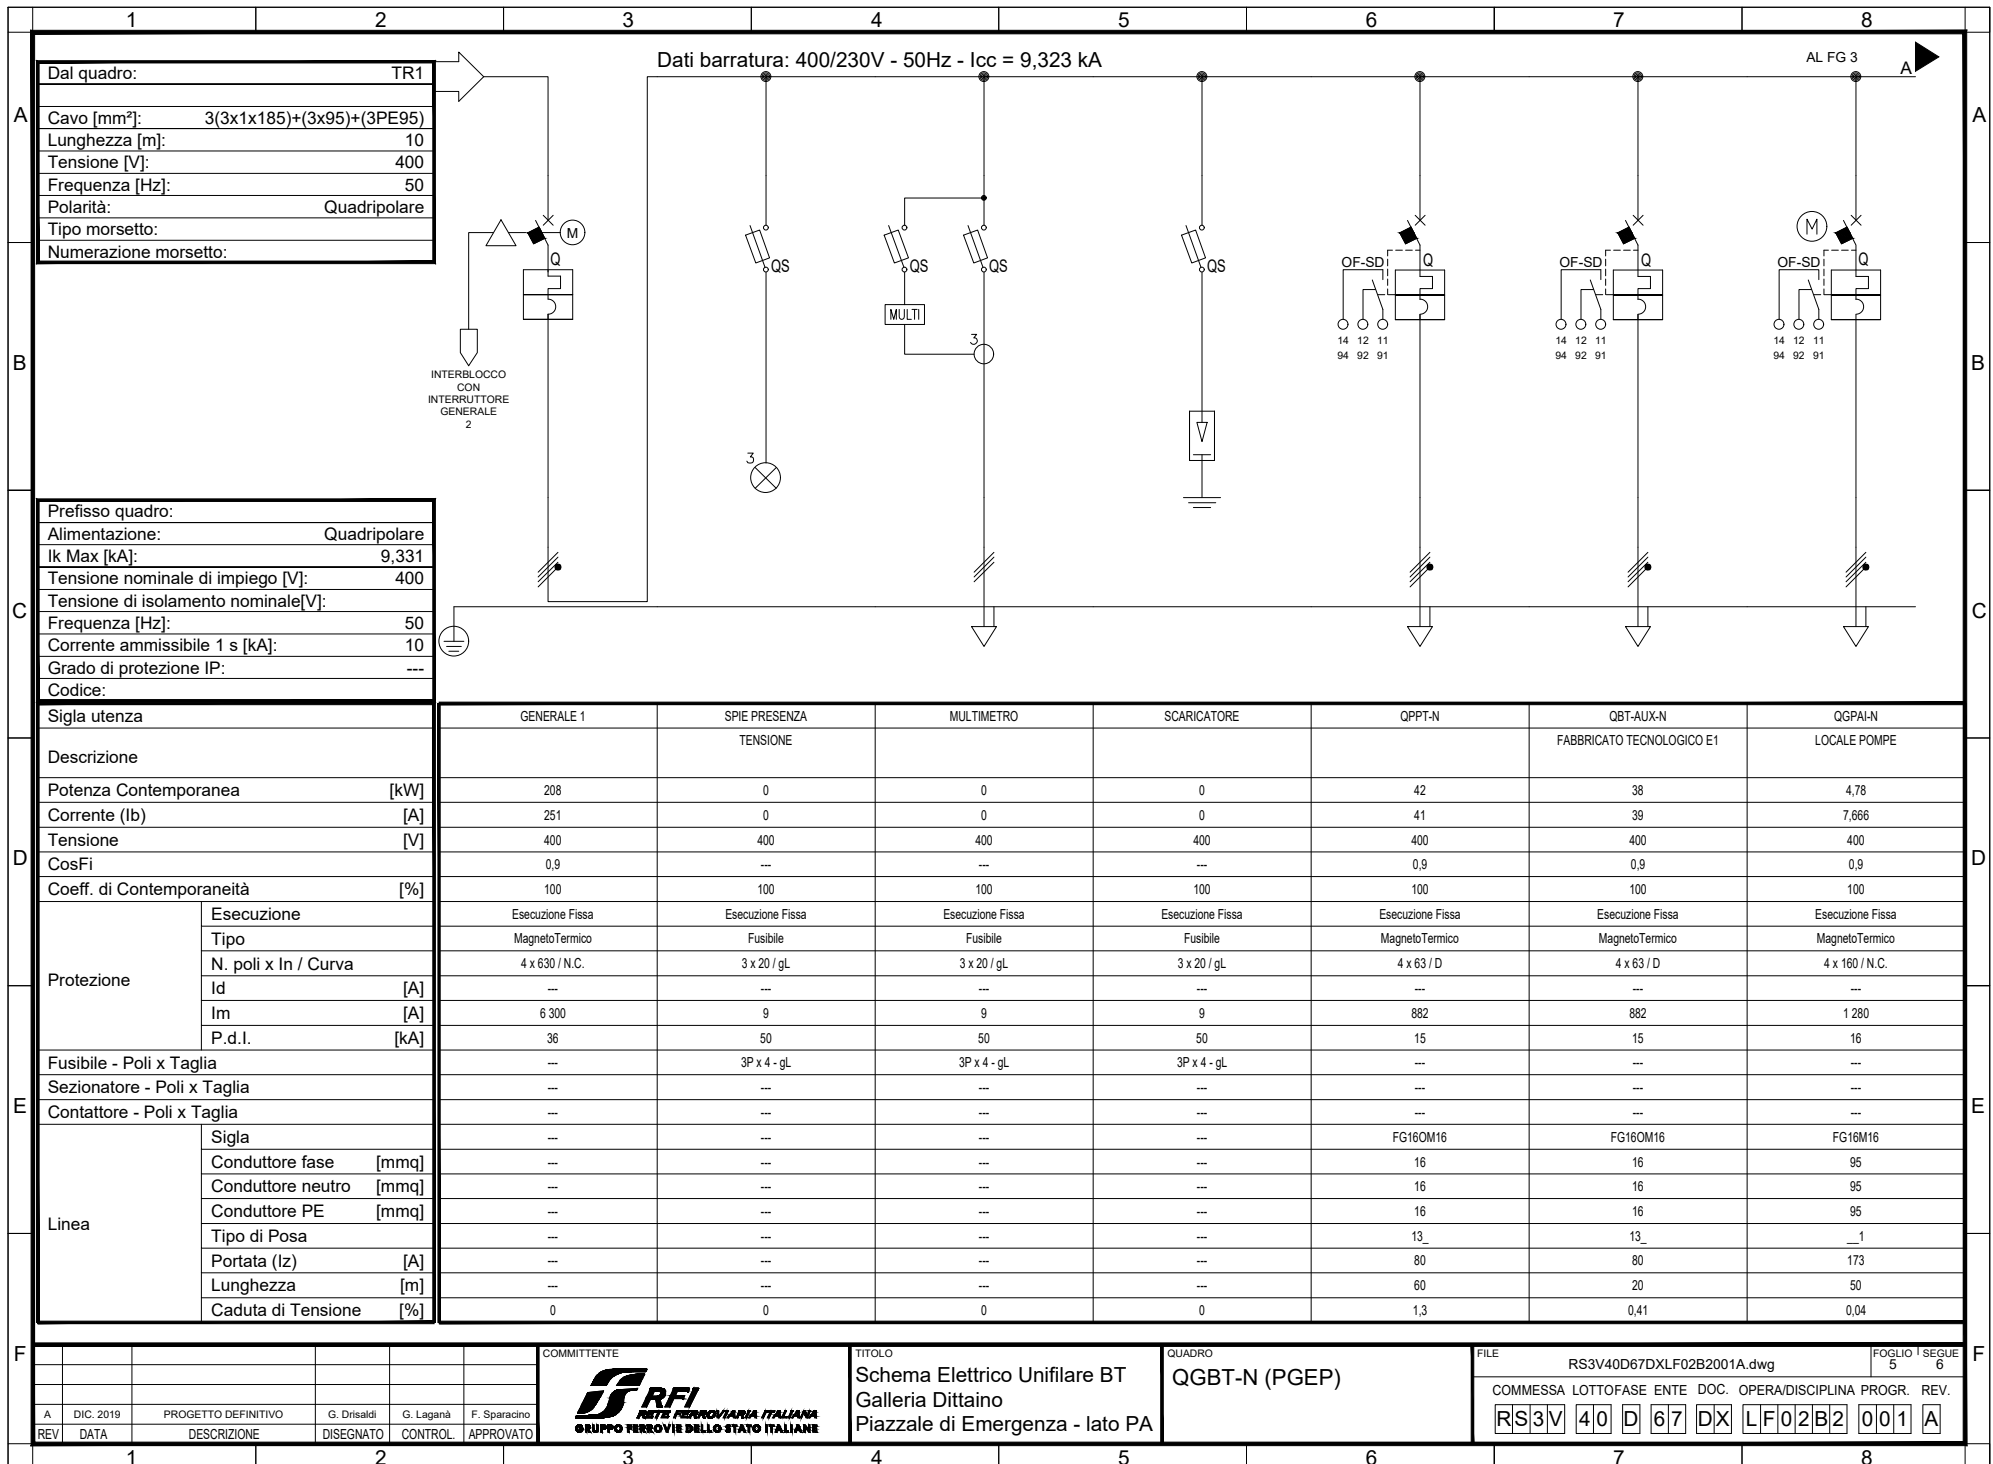 1 2 3 4 5 6 7 8
A
B
C
D
E
F
Dal quadro: TR1
Cavo [mm²]: 3(3x1x185)+(3x95)+(3PE95)
Lunghezza [m]: 10
Tensione [V]: 400
Frequenza [Hz]: 50
Polarità: Quadripolare
Tipo morsetto:
Numerazione morsetto:
Dati barratura: 400/230V - 50Hz - Icc = 9,323 kA
AL FG 3
A
M
Q
INTERBLOCCO
CON
INTERRUTTORE
GENERALE
2
QS
3
QS
QS
MULTI
3
QS
OF-SD
Q
14 12 11
94 92 91
OF-SD
Q
14 12 11
94 92 91
M
OF-SD
Q
14 12 11
94 92 91
Prefisso quadro:
Alimentazione: Quadripolare
Ik Max [kA]: 9,331
Tensione nominale di impiego [V]: 400
Tensione di isolamento nominale[V]:
Frequenza [Hz]: 50
Corrente ammissibile 1 s [kA]: 10
Grado di protezione IP: ---
Codice:
Sigla utenza GENERALE 1 SPIE PRESENZA MULTIMETRO SCARICATORE QPPT-N QBT-AUX-N QGPAI-N
Descrizione TENSIONE FABBRICATO TECNOLOGICO E1 LOCALE POMPE
Potenza Contemporanea [kW] 208 0 0 0 42 38 4,78
Corrente (Ib) [A] 251 0 0 0 41 39 7,666
Tensione [V] 400 400 400 400 400 400 400
CosFi 0,9 --- --- --- 0,9 0,9 0,9
Coeff. di Contemporaneità [%] 100 100 100 100 100 100 100
Protezione
Esecuzione Esecuzione Fissa Esecuzione Fissa Esecuzione Fissa Esecuzione Fissa Esecuzione Fissa Esecuzione Fissa Esecuzione Fissa
Tipo MagnetoTermico Fusibile Fusibile Fusibile MagnetoTermico MagnetoTermico MagnetoTermico
N. poli x In / Curva 4 x 630 / N.C. 3 x 20 / gL 3 x 20 / gL 3 x 20 / gL 4 x 63 / D 4 x 63 / D 4 x 160 / N.C.
Id [A] --- --- --- --- --- --- ---
Im [A] 6 300 9 9 9 882 882 1 280
P.d.I. [kA] 36 50 50 50 15 15 16
Fusibile - Poli x Taglia --- 3P x 4 - gL 3P x 4 - gL 3P x 4 - gL --- --- ---
Sezionatore - Poli x Taglia --- --- --- --- --- --- ---
Contattore - Poli x Taglia --- --- --- --- --- --- ---
Linea
Sigla --- --- --- --- FG16OM16 FG16OM16 FG16M16
Conduttore fase [mmq] --- --- --- --- 16 16 95
Conduttore neutro [mmq] --- --- --- --- 16 16 95
Conduttore PE [mmq] --- --- --- --- 16 16 95
Tipo di Posa --- --- --- --- 13_ 13_ __1
Portata (Iz) [A] --- --- --- --- 80 80 173
Lunghezza [m] --- --- --- --- 60 20 50
Caduta di Tensione [%] 0 0 0 0 1,3 0,41 0,04
A DIC. 2019 PROGETTO DEFINITIVO G. Drisaldi G. Laganà F. Sparacino
REV DATA DESCRIZIONE DISEGNATO CONTROL. APPROVATO
COMMITTENTE
RFI
RETE FERROVIARIA ITALIANA
GRUPPO FERROVIE DELLO STATO ITALIANE
TITOLO
Schema Elettrico Unifilare BT
Galleria Dittaino
Piazzale di Emergenza - lato PA
QUADRO
QGBT-N (PGEP)
FILE
RS3V40D67DXLF02B2001A.dwg
FOGLIO SEGUE
5 6
COMMESSA LOTTO FASE ENTE DOC. OPERA/DISCIPLINA PROGR. REV.
RS3V 40 D 67 DX LF02B2 001 A
A
B
C
D
E
F
1 2 3 4 5 6 7 8